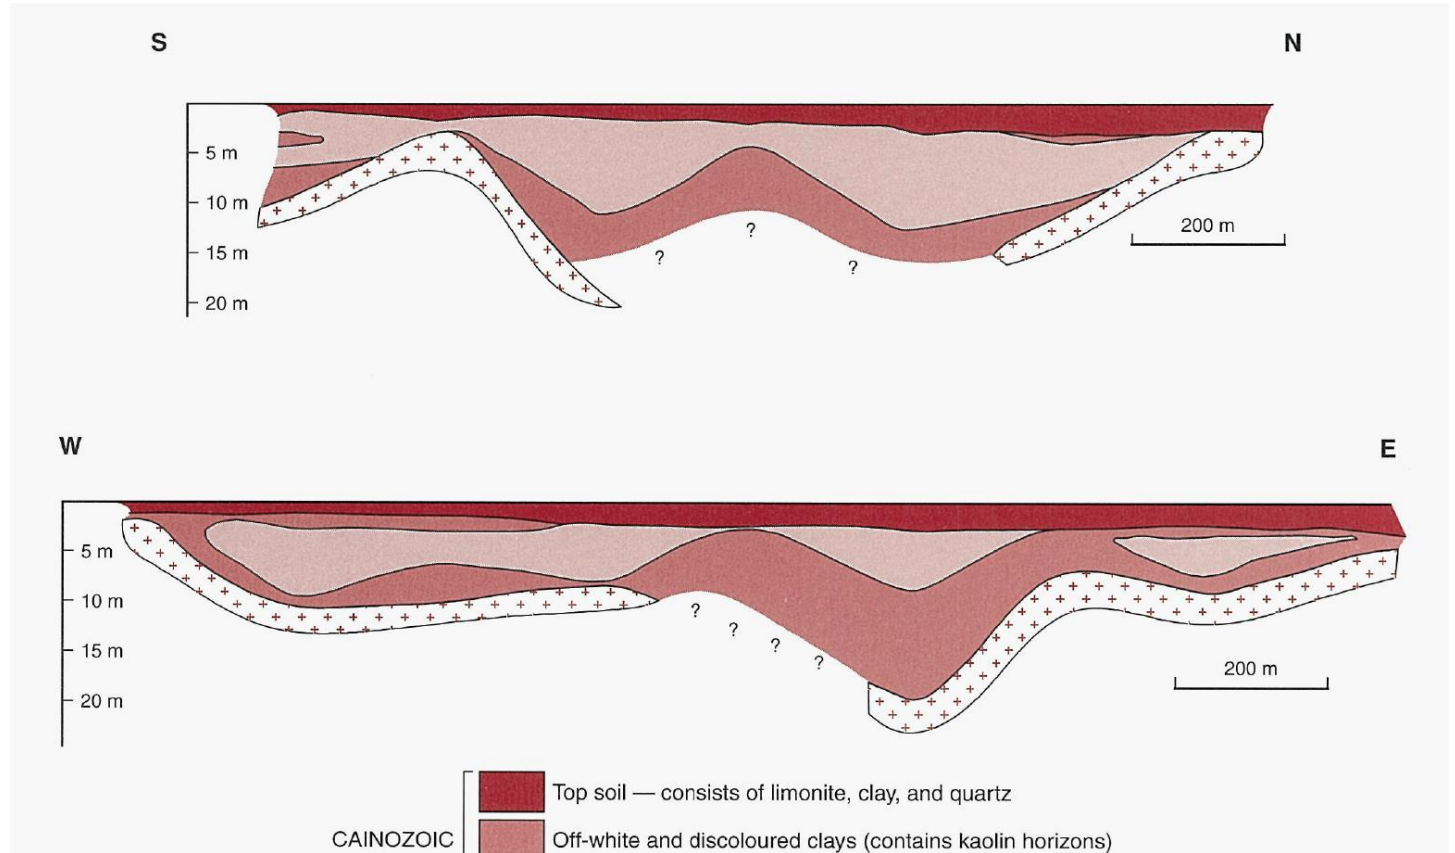 S N
5 m
10 m
15 m
20 m
? ? ?
200 m
W E
5 m
10 m
15 m
20 m
? ? ? ?
200 m
Top soil — consists of limonite, clay, and quartz
CAINOZOIC Off-white and discoloured clays (contains kaolin horizons)